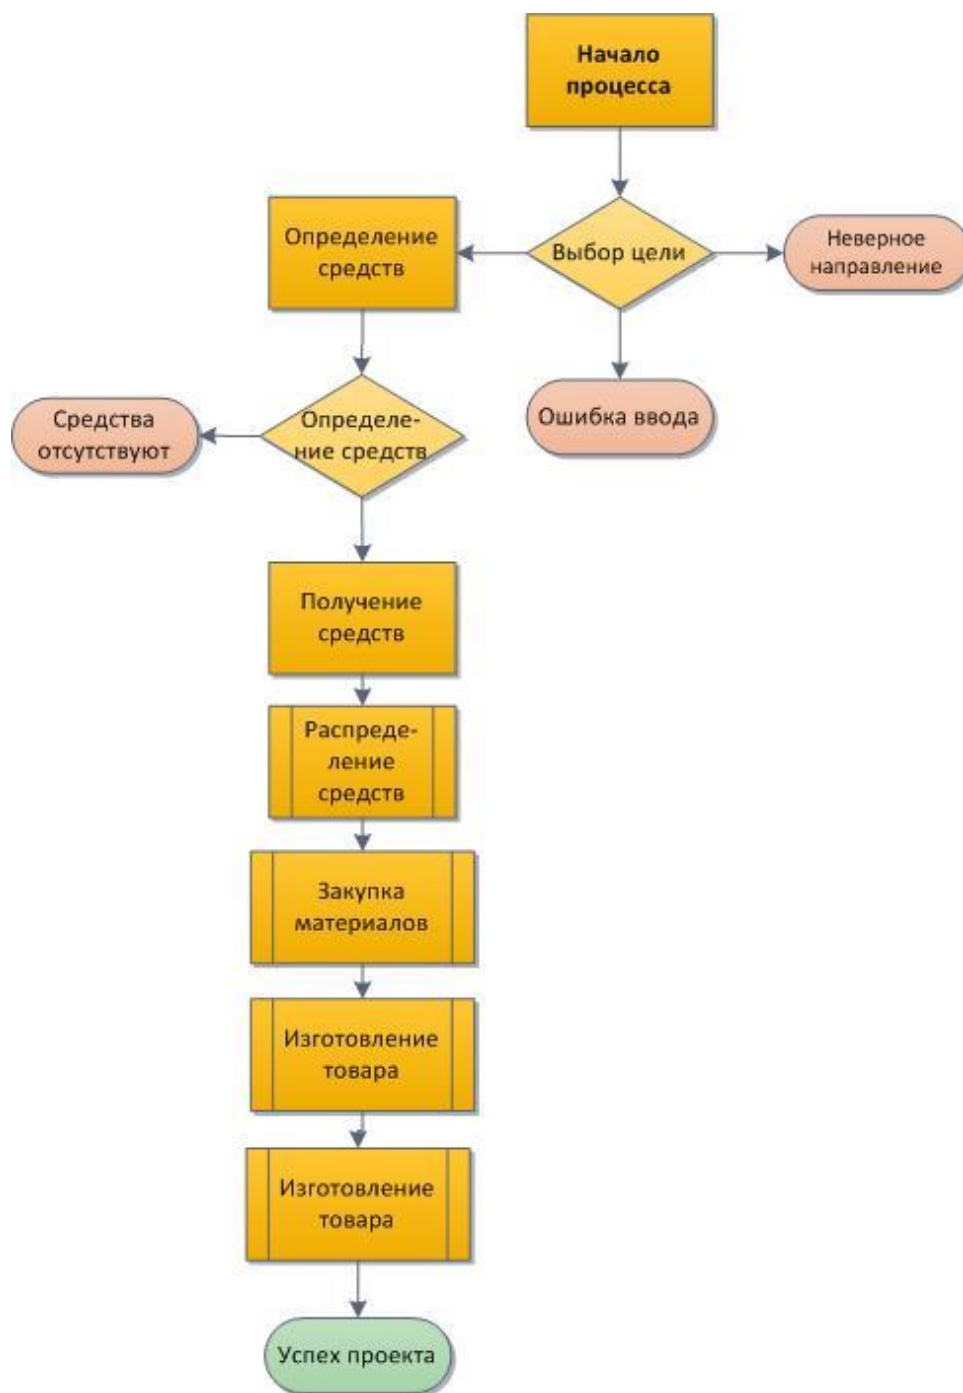 Начало
процесса
Определение
средств
Выбор цели
Неверное
направление
Средства
отсутствуют
Определе-
ние средств
Ошибка ввода
Получение
средств
Распреде-
ление
средств
Закупка
материалов
Изготовление
товара
Изготовление
товара
Успех проекта